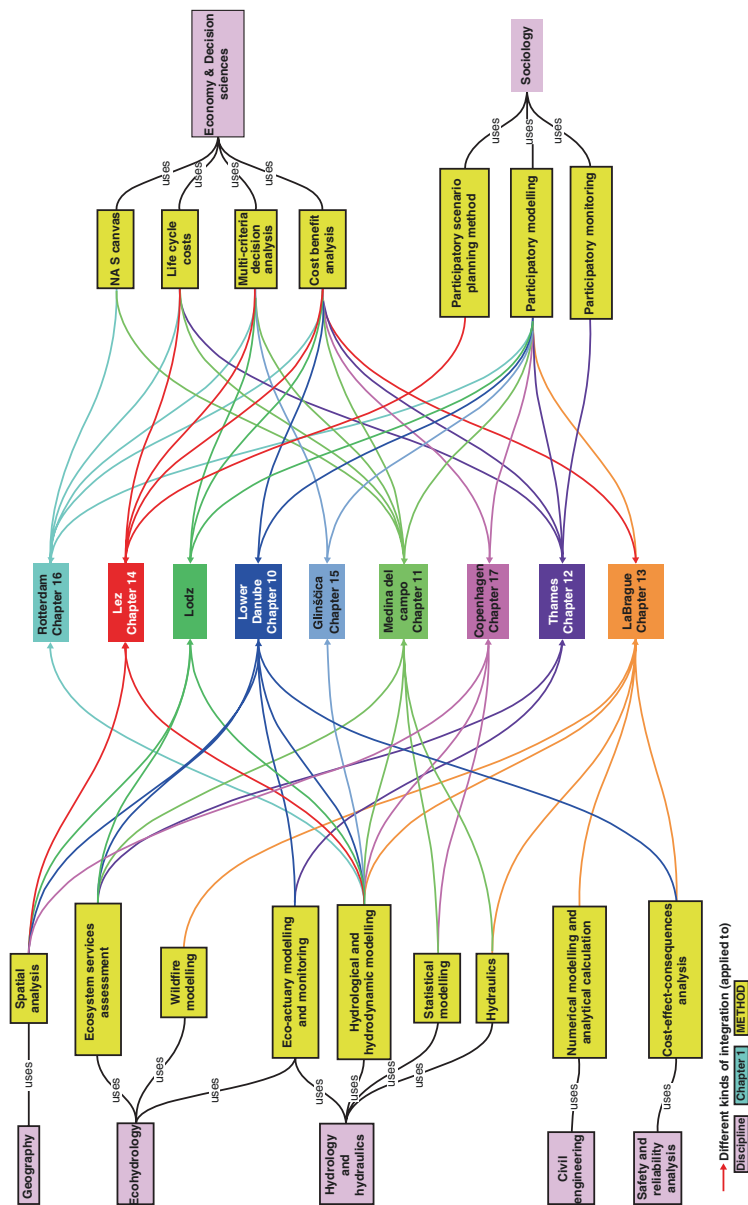 Geography
Ecohydrology
Hydrology
and
hydraulics
Civil
engineering
Safety and
reliability
analysis
uses
uses
uses
uses
uses
uses
uses
uses
uses
uses
Spatial
analysis
Ecosystem services
assessment
Wildfire
modelling
Eco-actuary modelling
and monitoring
Hydrological and
hydrodynamic modelling
Statistical
modelling
Hydraulics
Numerical modelling and
analytical calculation
Cost-effect-consequences
analysis
Rotterdam
Chapter 16
Lez
Chapter 14
Lodz
Lower
Danube
Chapter 10
Glinščica
Chapter 15
Medina del
campo
Chapter 11
Copenhagen
Chapter 17
Thames
Chapter 12
LaBrague
Chapter 13
NA S canvas
Life cycle
costs
Multi-criteria
decision
analysis
Cost benefit
analysis
Participatory scenario
planning method
Participatory modelling
Participatory monitoring
uses
uses
uses
uses
uses
uses
uses
Economy & Decision
sciences
Sociology
Different kinds of integration (applied to)
Discipline
Chapter 1
METHOD